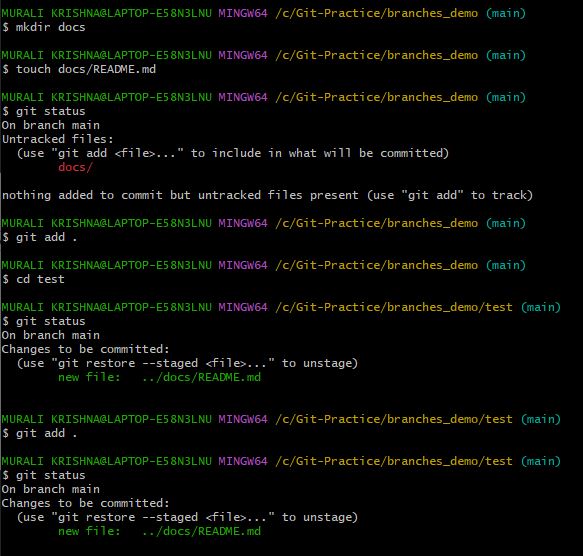 MURALI KRISHNA@LAPTOP-E58N3LNU MINGW64 /c/Git-Practice/branches_demo (main)
$ mkdir docs
MURALI KRISHNA@LAPTOP-E58N3LNU MINGW64 /c/Git-Practice/branches_demo (main)
$ touch docs/README.md
MURALI KRISHNA@LAPTOP-E58N3LNU MINGW64 /c/Git-Practice/branches_demo (main)
$ git status
On branch main
Untracked files:
  (use "git add <file>..." to include in what will be committed)
        docs/
nothing added to commit but untracked files present (use "git add" to track)
MURALI KRISHNA@LAPTOP-E58N3LNU MINGW64 /c/Git-Practice/branches_demo (main)
$ git add .
MURALI KRISHNA@LAPTOP-E58N3LNU MINGW64 /c/Git-Practice/branches_demo (main)
$ cd test
MURALI KRISHNA@LAPTOP-E58N3LNU MINGW64 /c/Git-Practice/branches_demo/test (main)
$ git status
On branch main
Changes to be committed:
  (use "git restore --staged <file>..." to unstage)
        new file:   ../docs/README.md
MURALI KRISHNA@LAPTOP-E58N3LNU MINGW64 /c/Git-Practice/branches_demo/test (main)
$ git add .
MURALI KRISHNA@LAPTOP-E58N3LNU MINGW64 /c/Git-Practice/branches_demo/test (main)
$ git status
On branch main
Changes to be committed:
  (use "git restore --staged <file>..." to unstage)
        new file:   ../docs/README.md